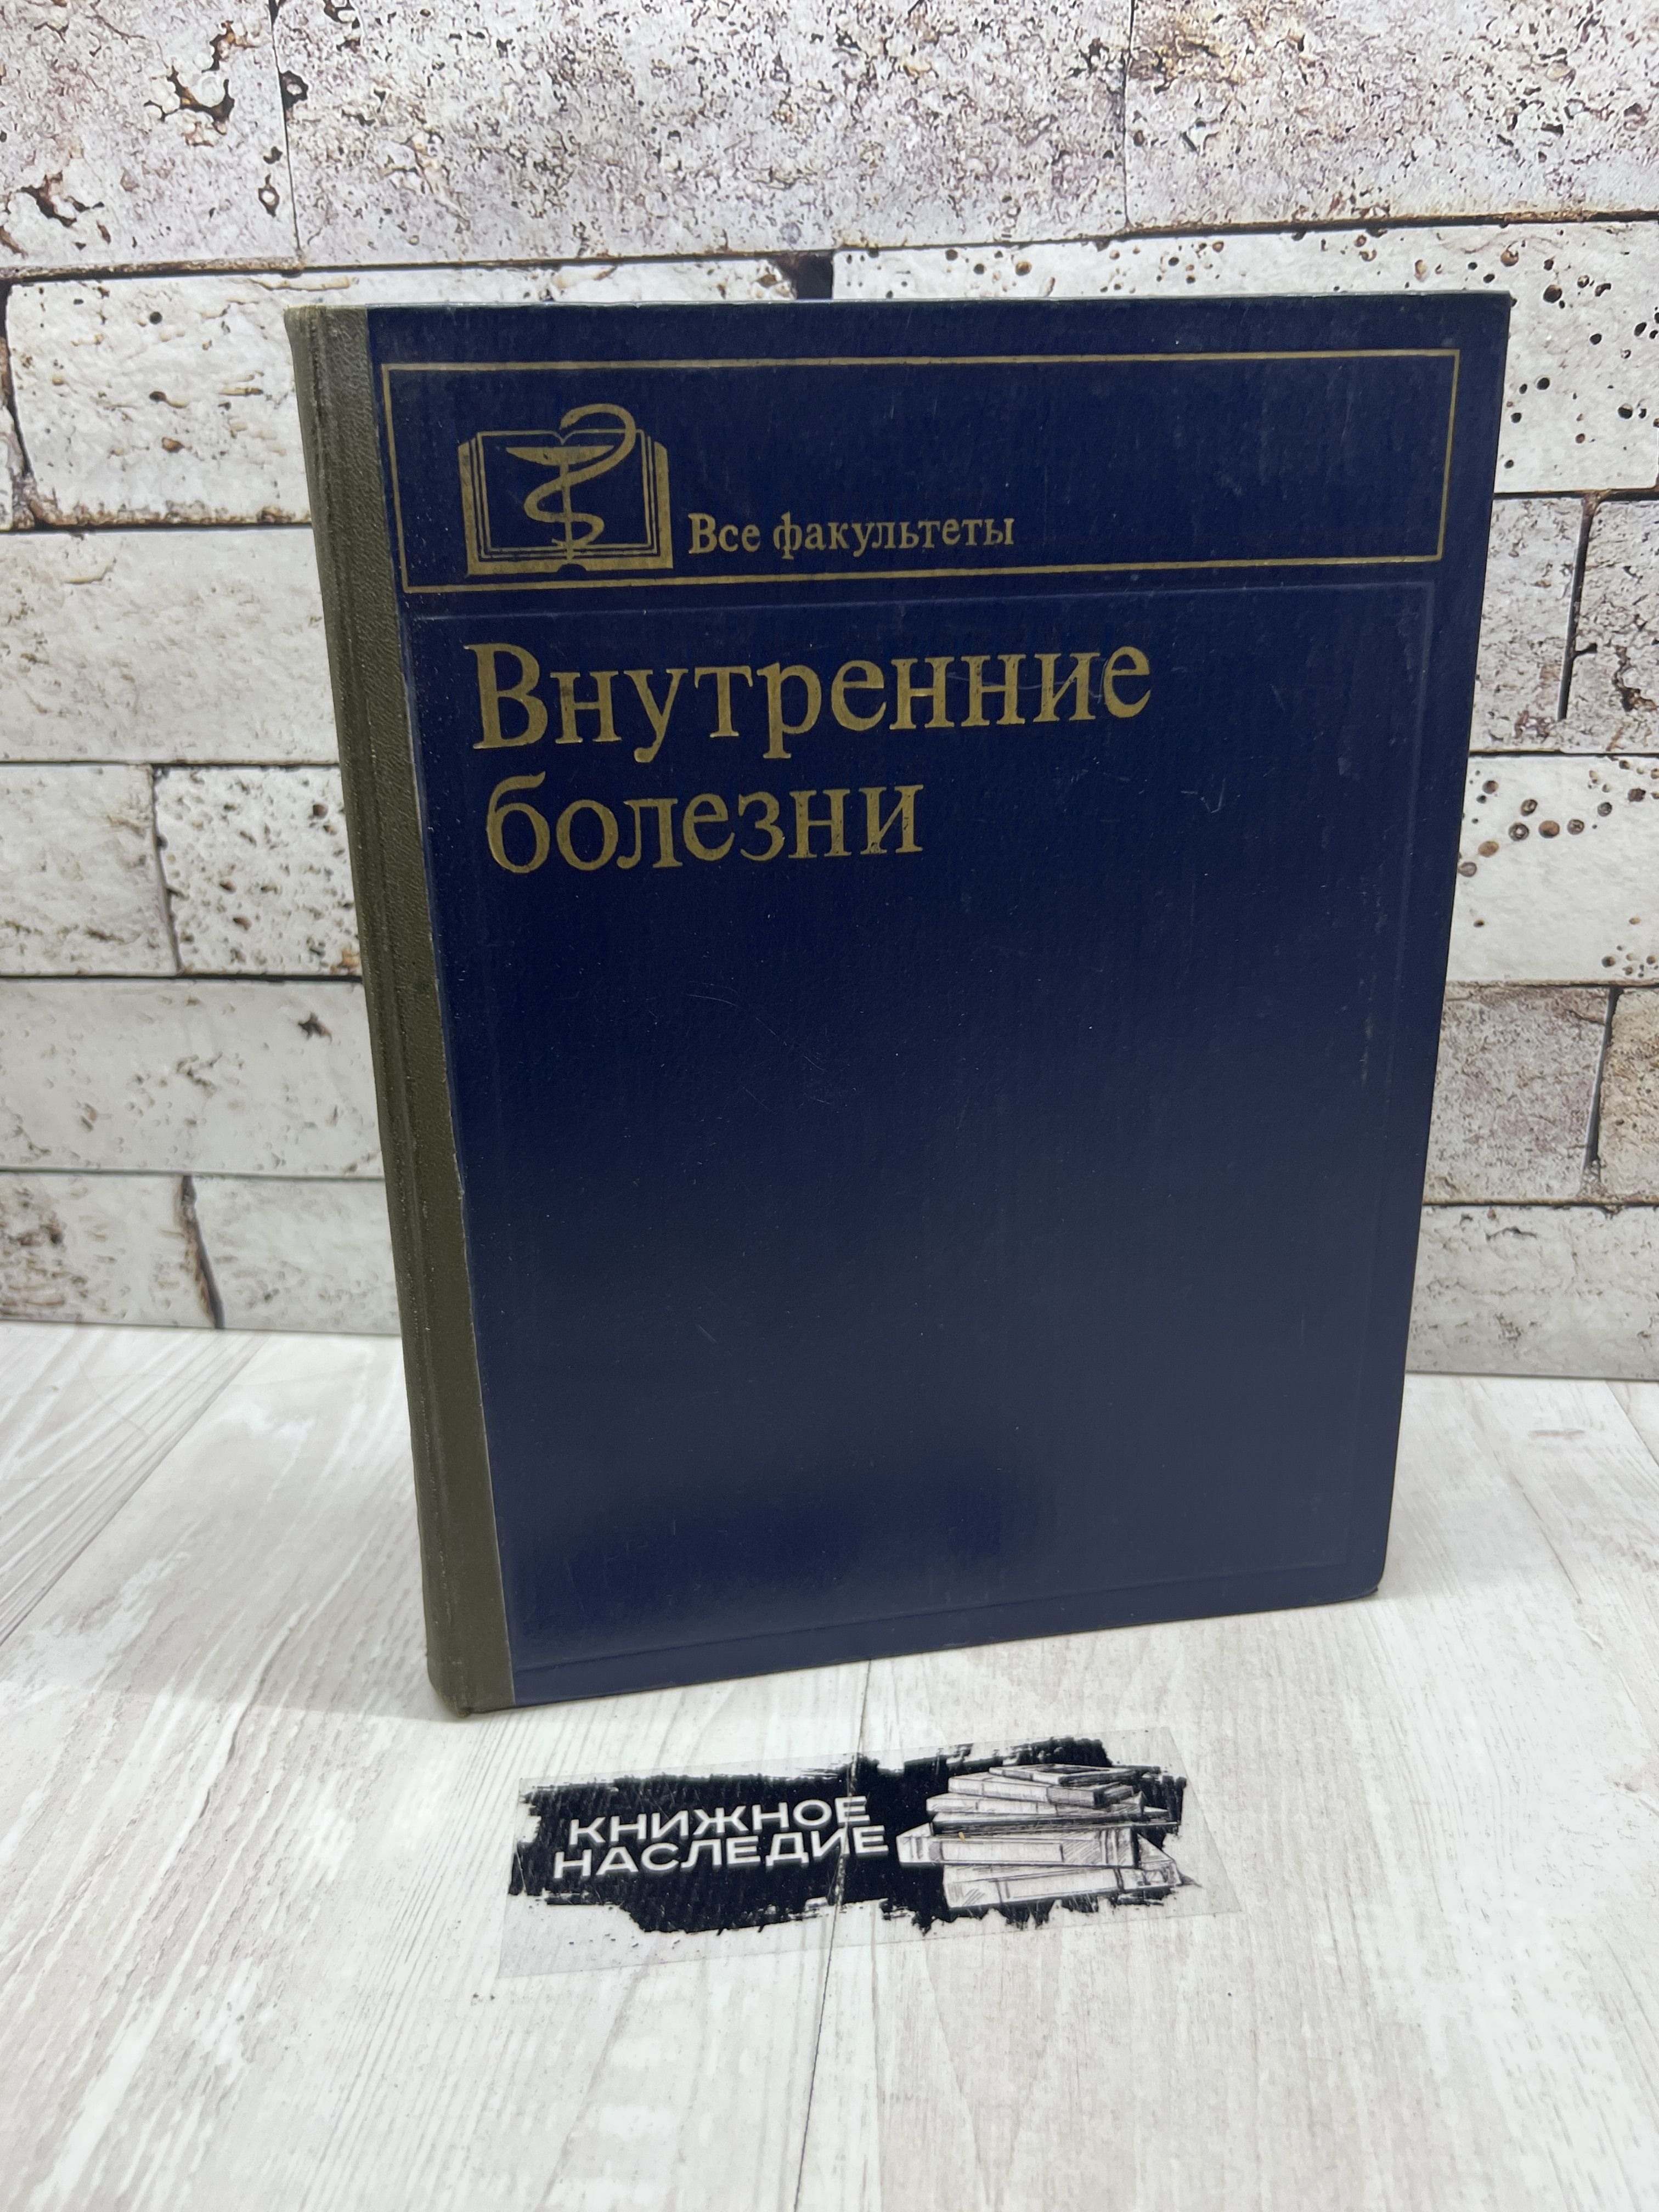 Все факультеты
Внутренние
болезни
КНИЖНОЕ
НАСЛЕДИЕ